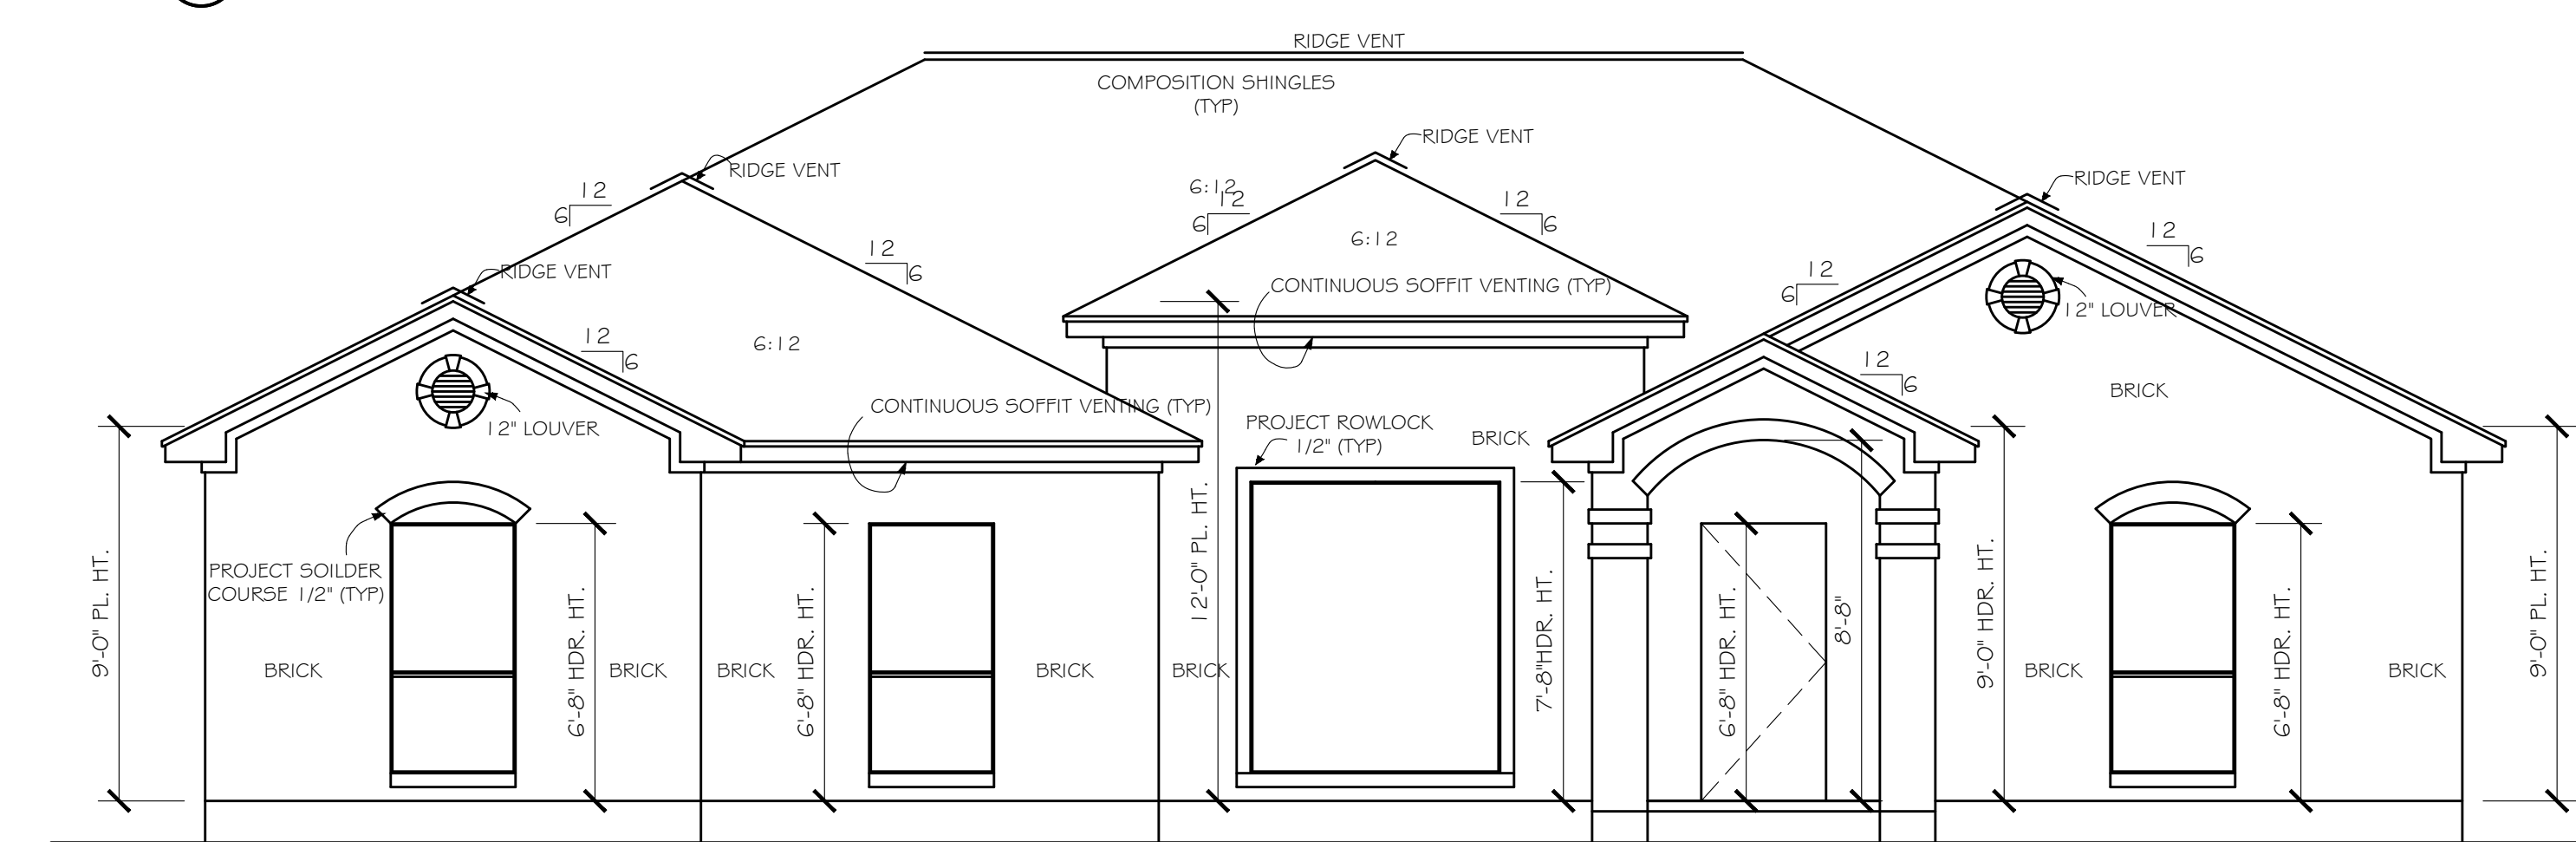 RIDGE VENT
COMPOSITION SHINGLES
(TYP)
RIDGE VENT
RIDGE VENT
RIDGE VENT
12
6
6:12
12
6
12
6
12
6
6:12
12
6
RIDGE VENT
12
6
CONTINUOUS SOFFIT VENTING (TYP)
12" LOUVER
12
6
6:12
12
6
BRICK
CONTINUOUS SOFFIT VENTING (TYP)
12" LOUVER
PROJECT ROWLOCK
1/2" (TYP)
BRICK
PROJECT SOILDER
COURSE 1/2" (TYP)
9'-0" PL. HT.
BRICK
6'-8" HDR. HT.
BRICK
BRICK
6'-8" HDR. HT.
BRICK
BRICK
12'-0" PL. HT.
7'-8"HDR. HT.
6'-8" HDR. HT.
8'-8"
9'-0" HDR. HT.
BRICK
6'-8" HDR. HT.
BRICK
9'-0" PL. HT.